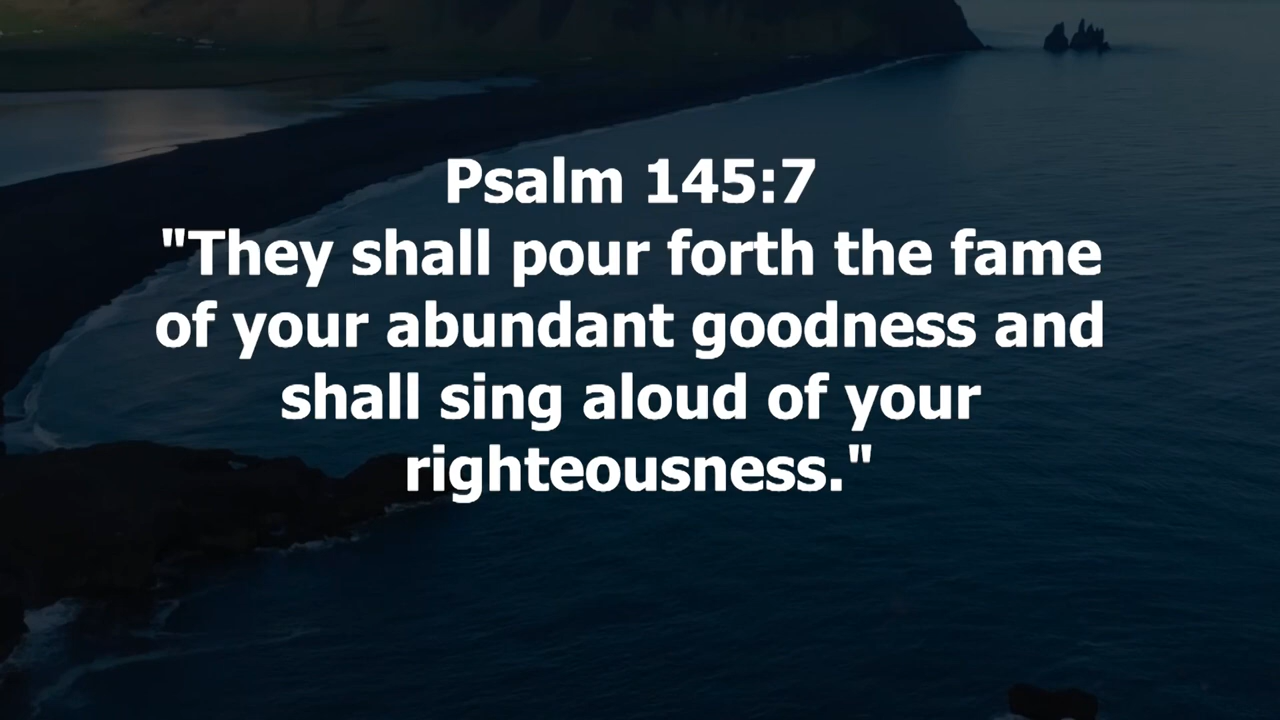 Psalm 145:7
"They shall pour forth the fame
of your abundant goodness and
shall sing aloud of your
righteousness."